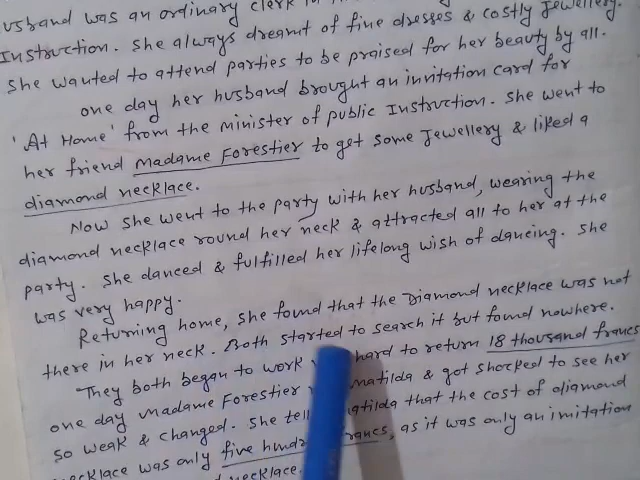 husband was an ordinary clerk in
Instruction. She always dreamt of fine dresses & costly Jewellery.
She wanted to attend parties to be praised for her beauty by all.
one day her husband brought an invitation card for
'At Home' from the minister of public Instruction. She went to
her friend Madame Forestier to get some Jewellery & liked a
diamond necklace.
Now she went to the party with her husband, wearing the
diamond necklace round her neck & attracted all to her at the
party. She danced & fulfilled her lifelong wish of dancing. She
was very happy.
Returning home, she found that the Diamond necklace was not
there in her neck. Both started to search it but found nowhere.
They both began to work hard to return 18 thousand francs
one day Madame Forestier matilda & got shocked to see her
so weak & changed. She tell matilda that the cost of diamond
necklace was only five hundred francs, as it was only an imitation
necklace.